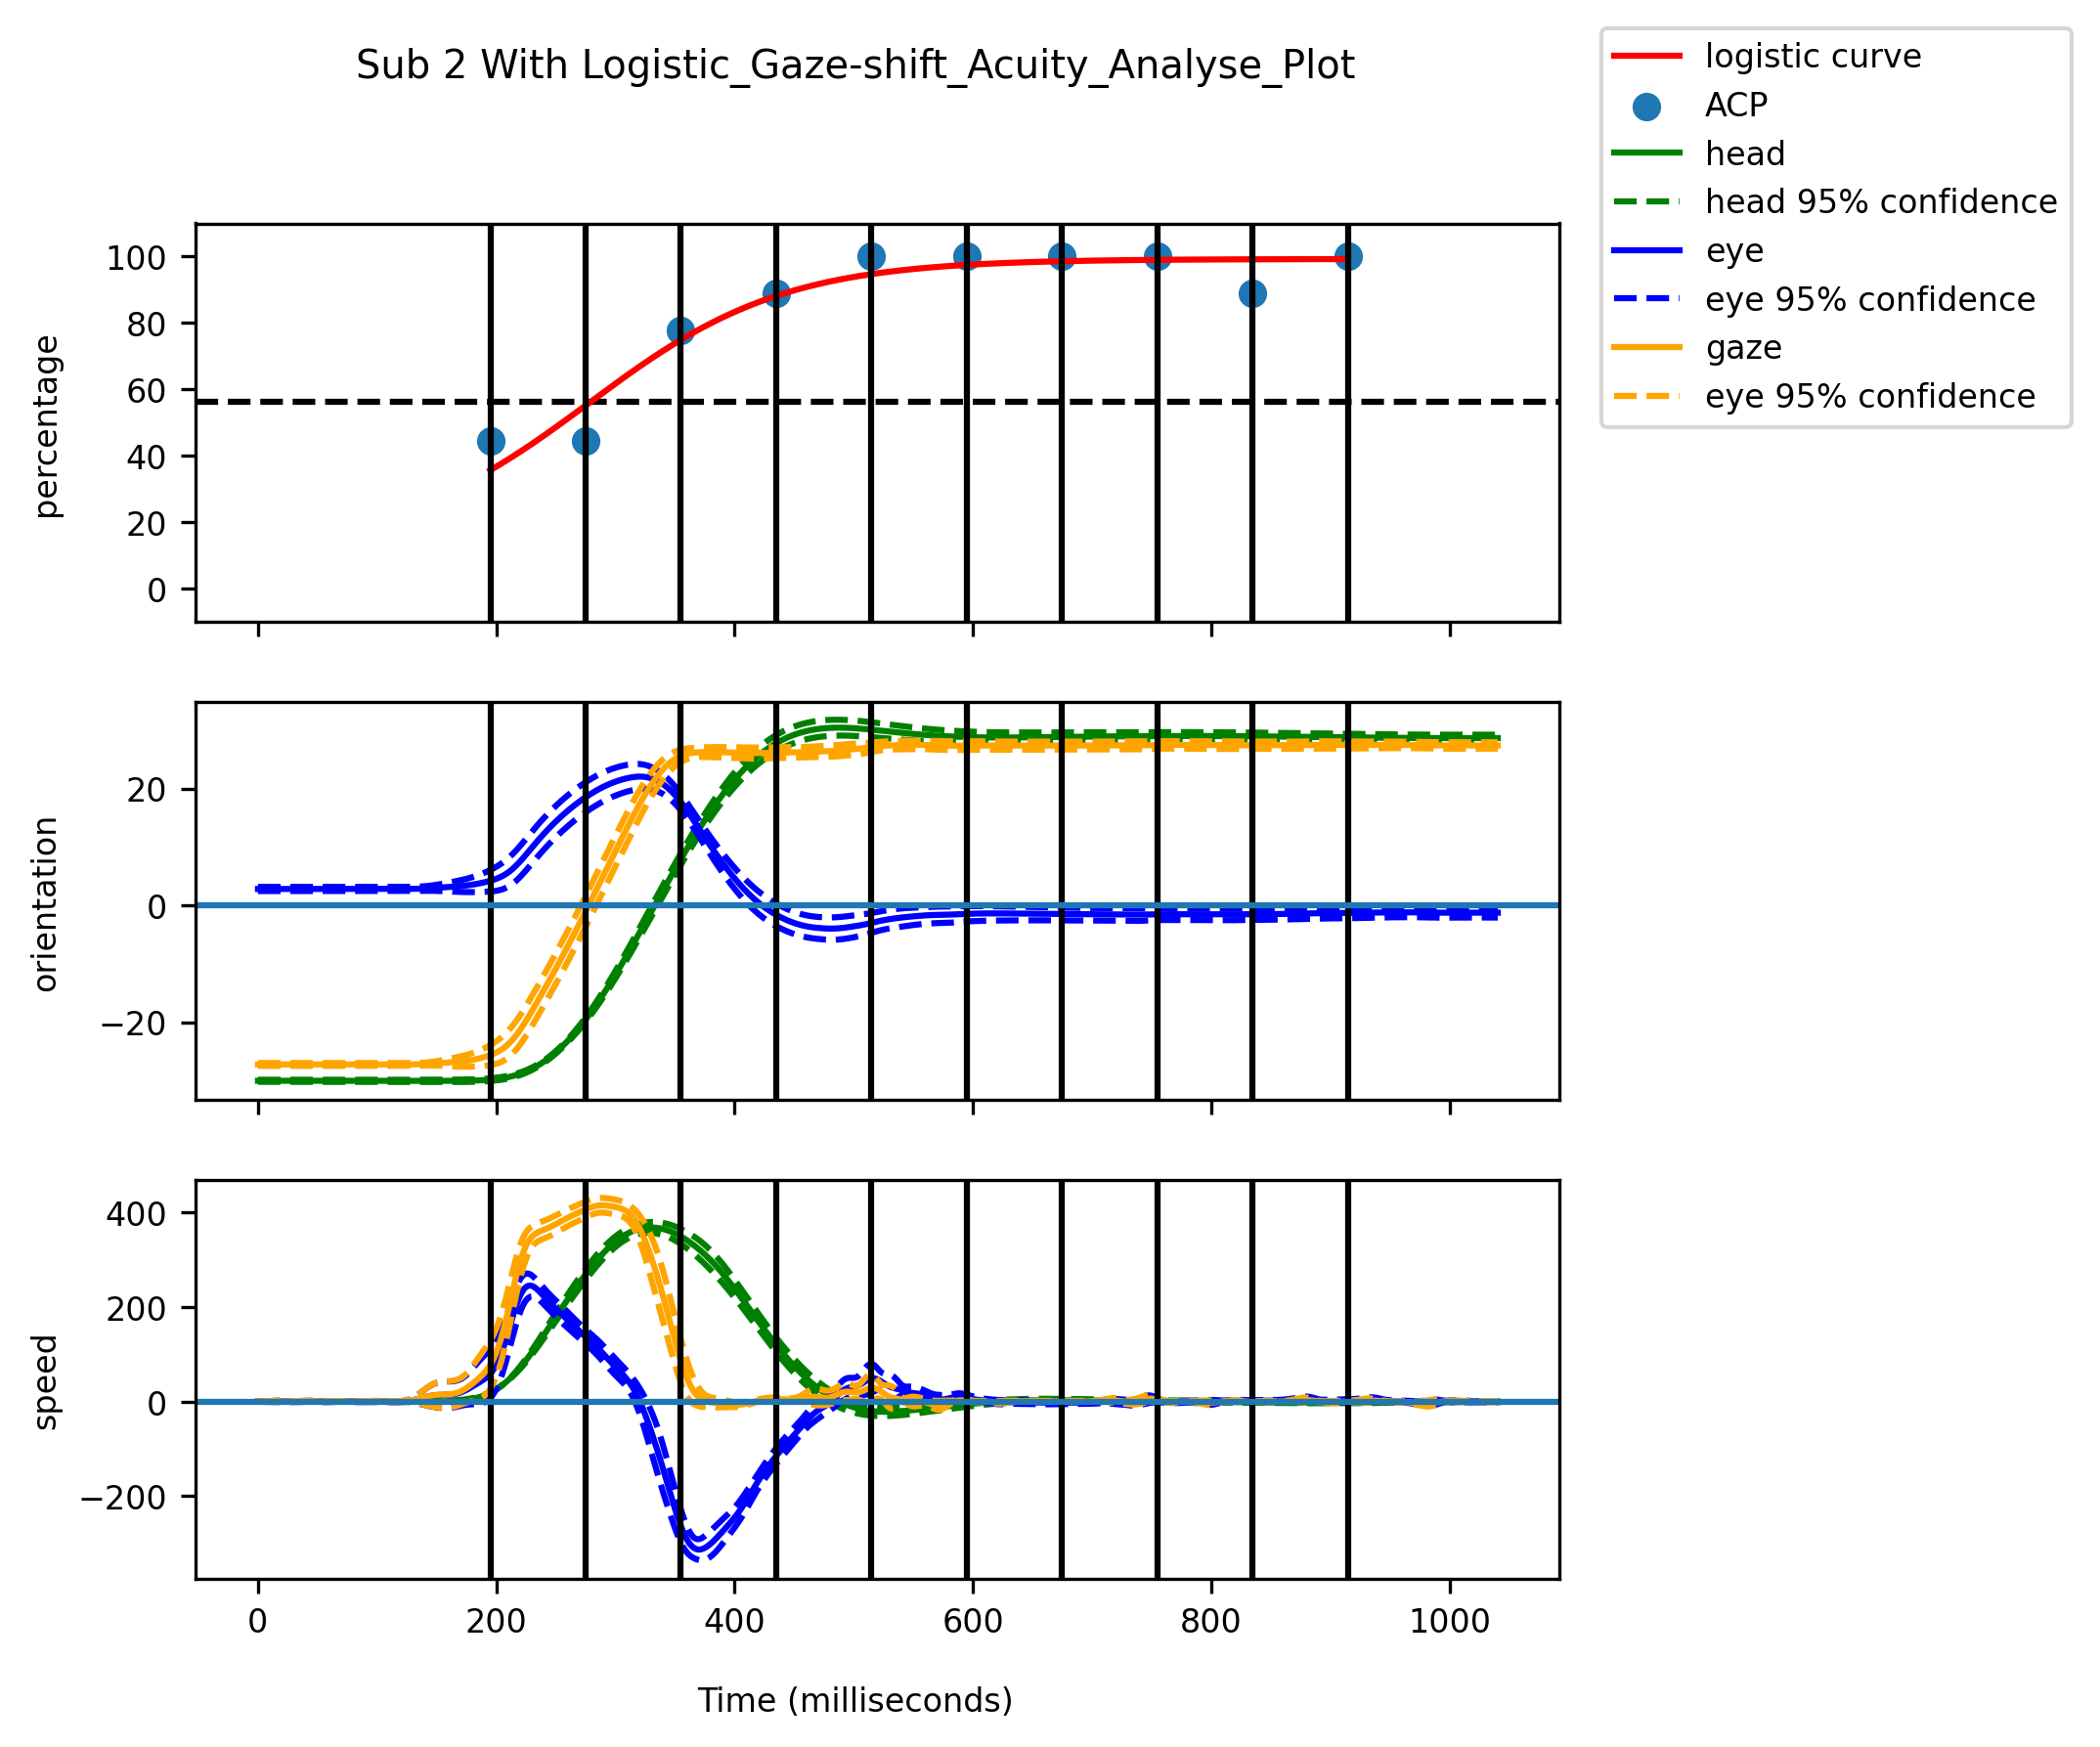 Sub 2 With Logistic_Gaze-shift_Acuity_Analyse_Plot
logistic curve
ACP
head
head 95% confidence
eye
eye 95% confidence
gaze
eye 95% confidence
percentage
100
80
60
40
20
0
orientation
20
0
−20
speed
400
200
0
−200
0 200 400 600 800 1000
Time (milliseconds)